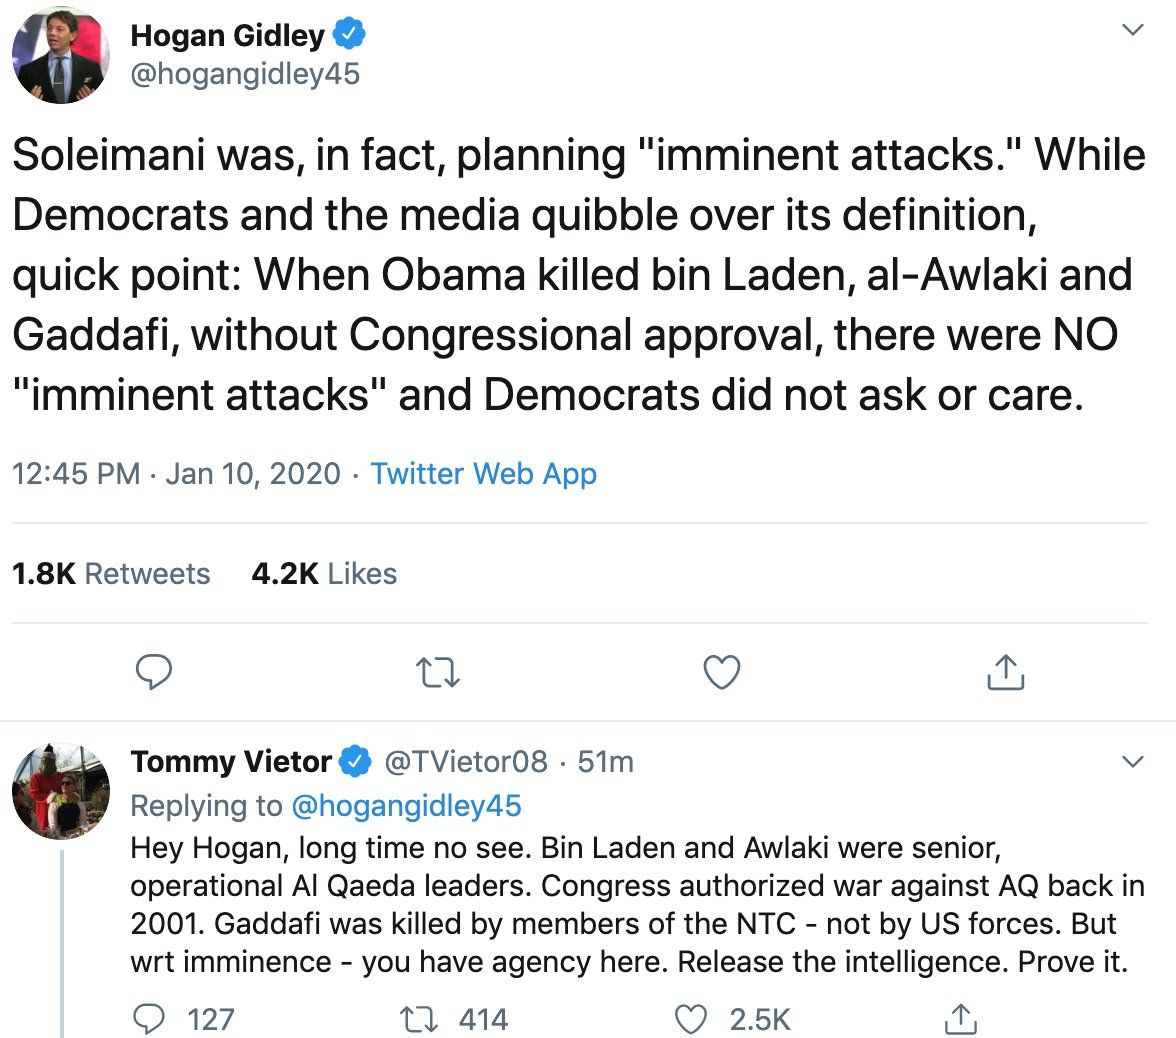 Hogan Gidley
@hogangidley45
Soleimani was, in fact, planning "imminent attacks." While
Democrats and the media quibble over its definition,
quick point: When Obama killed bin Laden, al-Awlaki and
Gaddafi, without Congressional approval, there were NO
"imminent attacks" and Democrats did not ask or care.
12:45 PM · Jan 10, 2020 · Twitter Web App
1.8K Retweets 4.2K Likes
Tommy Vietor @TVietor08 · 51m
Replying to @hogangidley45
Hey Hogan, long time no see. Bin Laden and Awlaki were senior,
operational Al Qaeda leaders. Congress authorized war against AQ back in
2001. Gaddafi was killed by members of the NTC - not by US forces. But
wrt imminence - you have agency here. Release the intelligence. Prove it.
127 414 2.5K